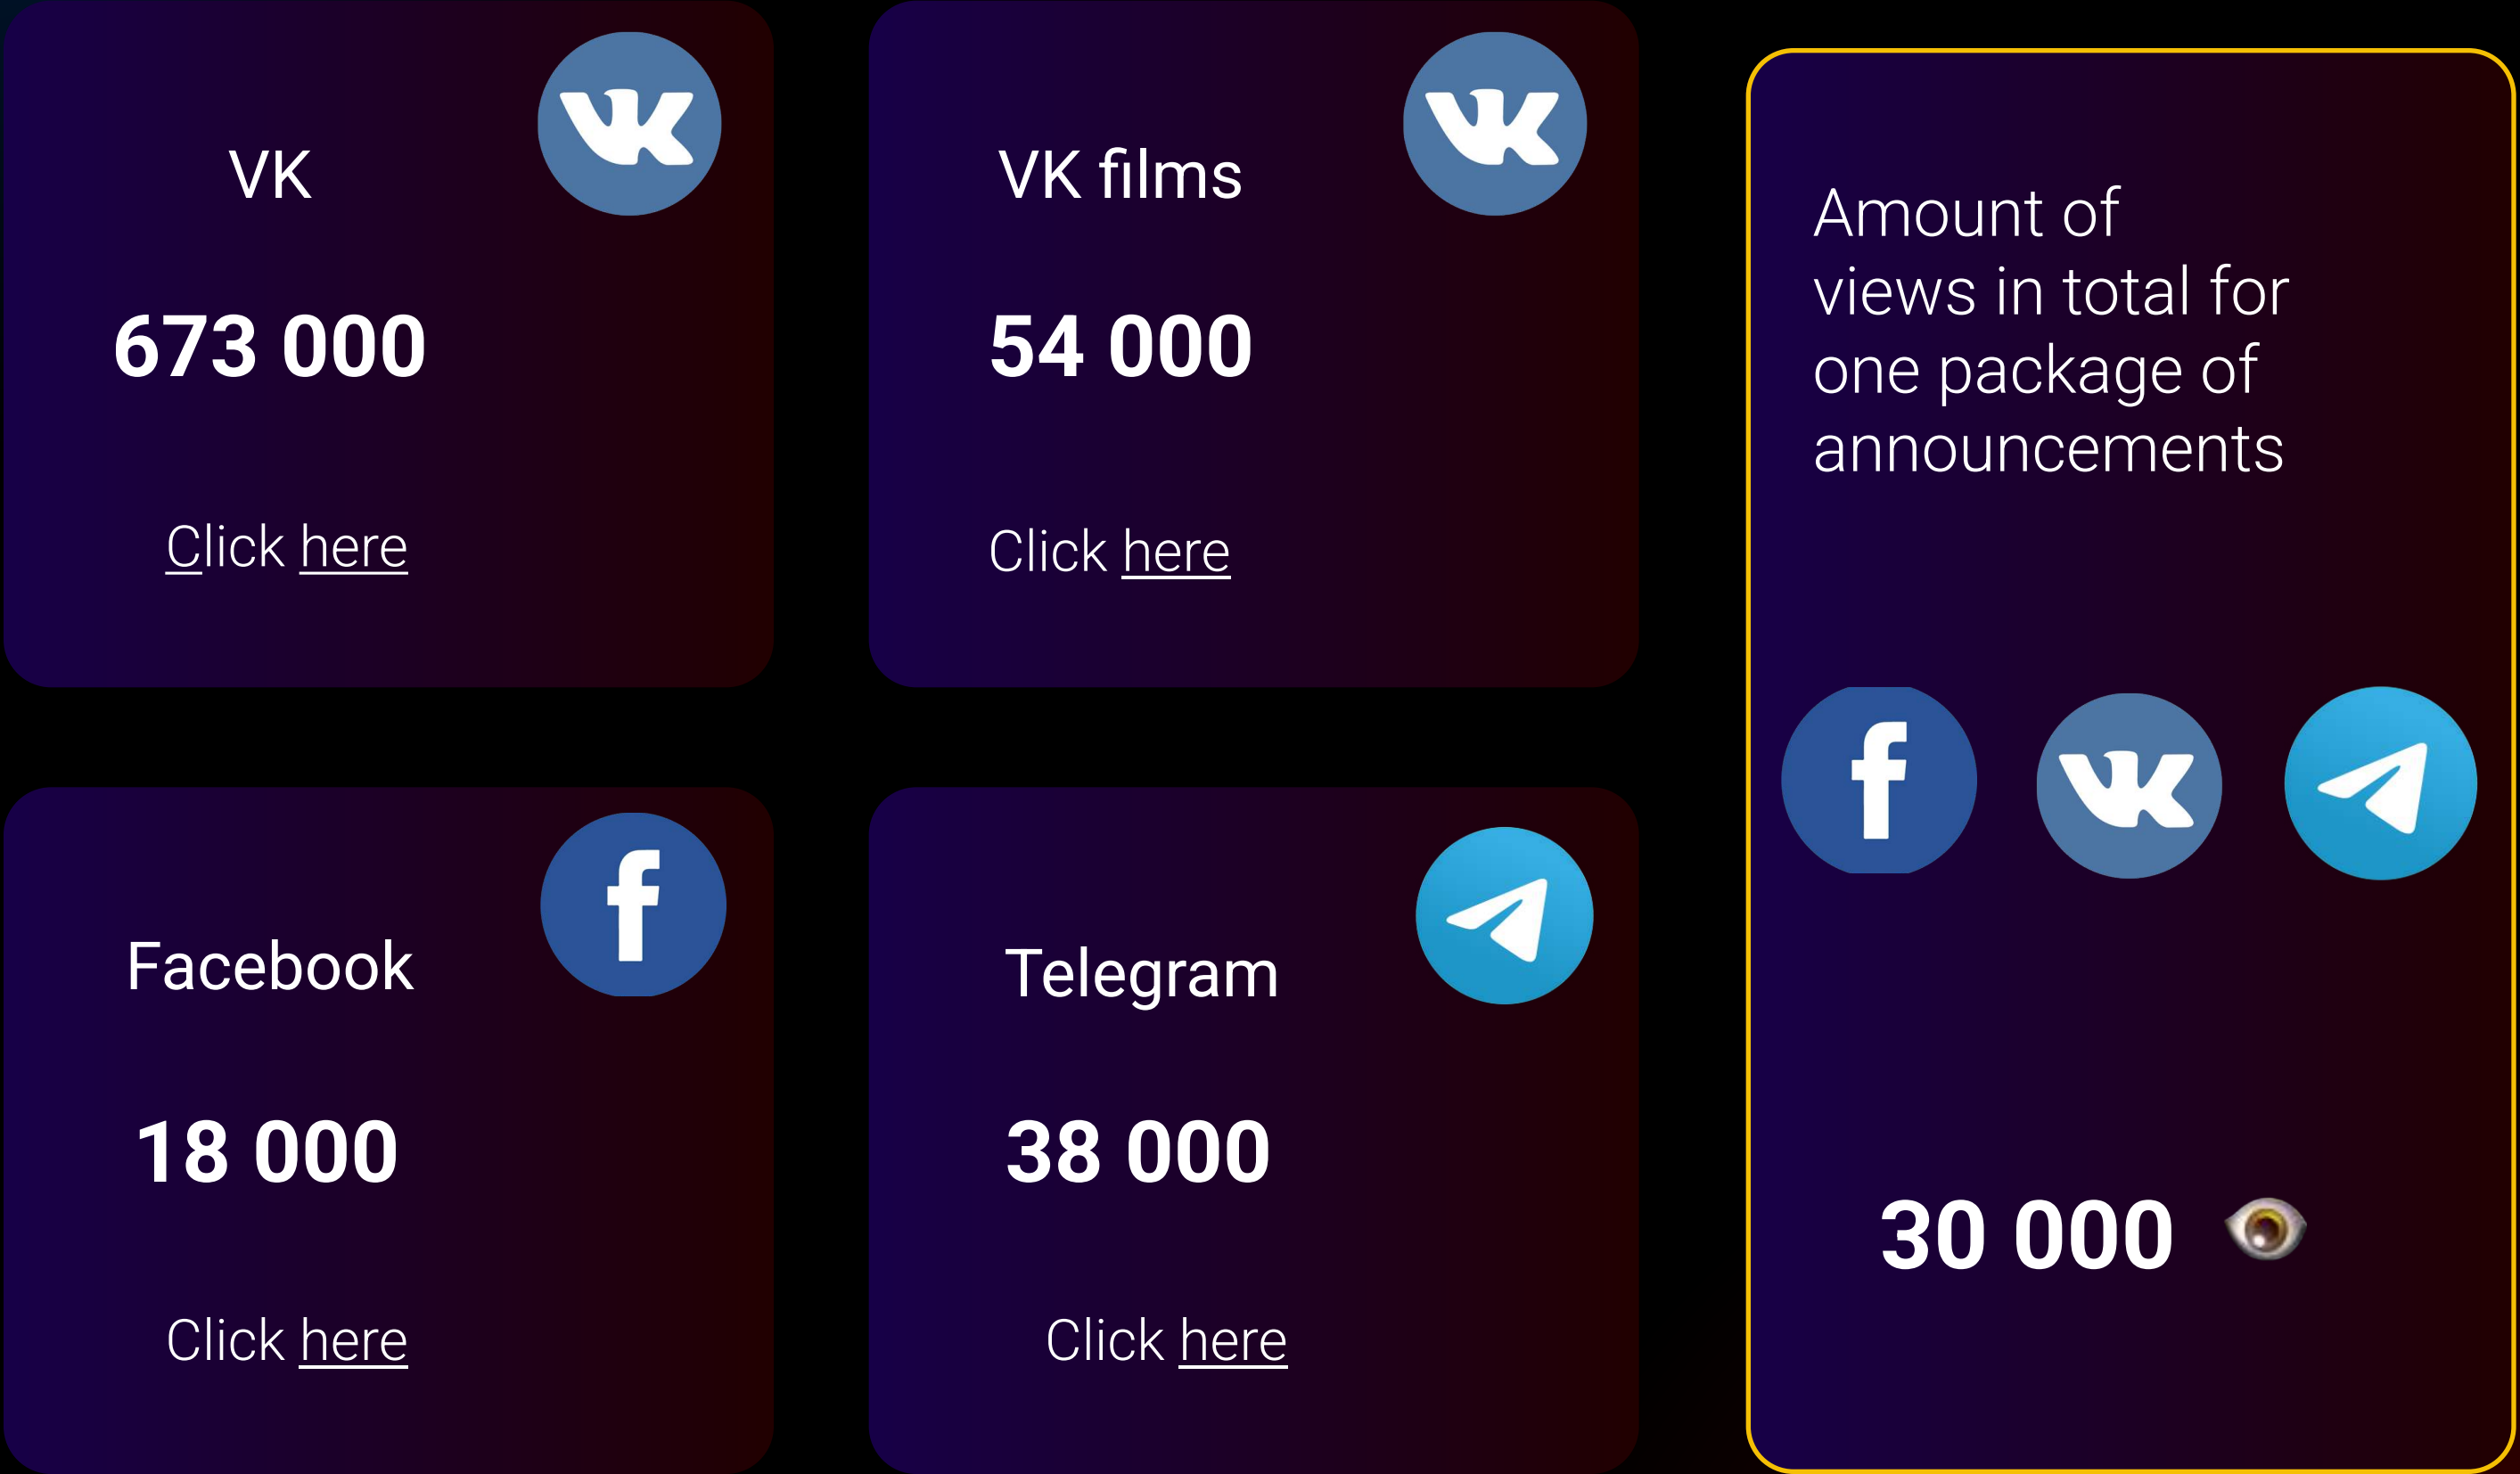 VK
673 000
Click here
VK films
54 000
Click here
Facebook
18 000
Click here
Telegram
38 000
Click here
Amount of
views in total for
one package of
announcements
30 000